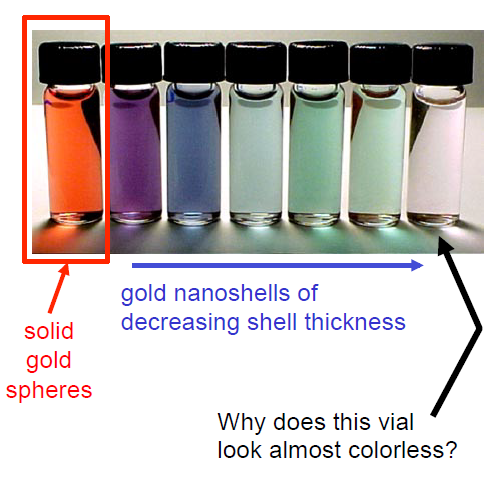 gold nanoshells of
decreasing shell thickness
solid
gold
spheres
Why does this vial
look almost colorless?